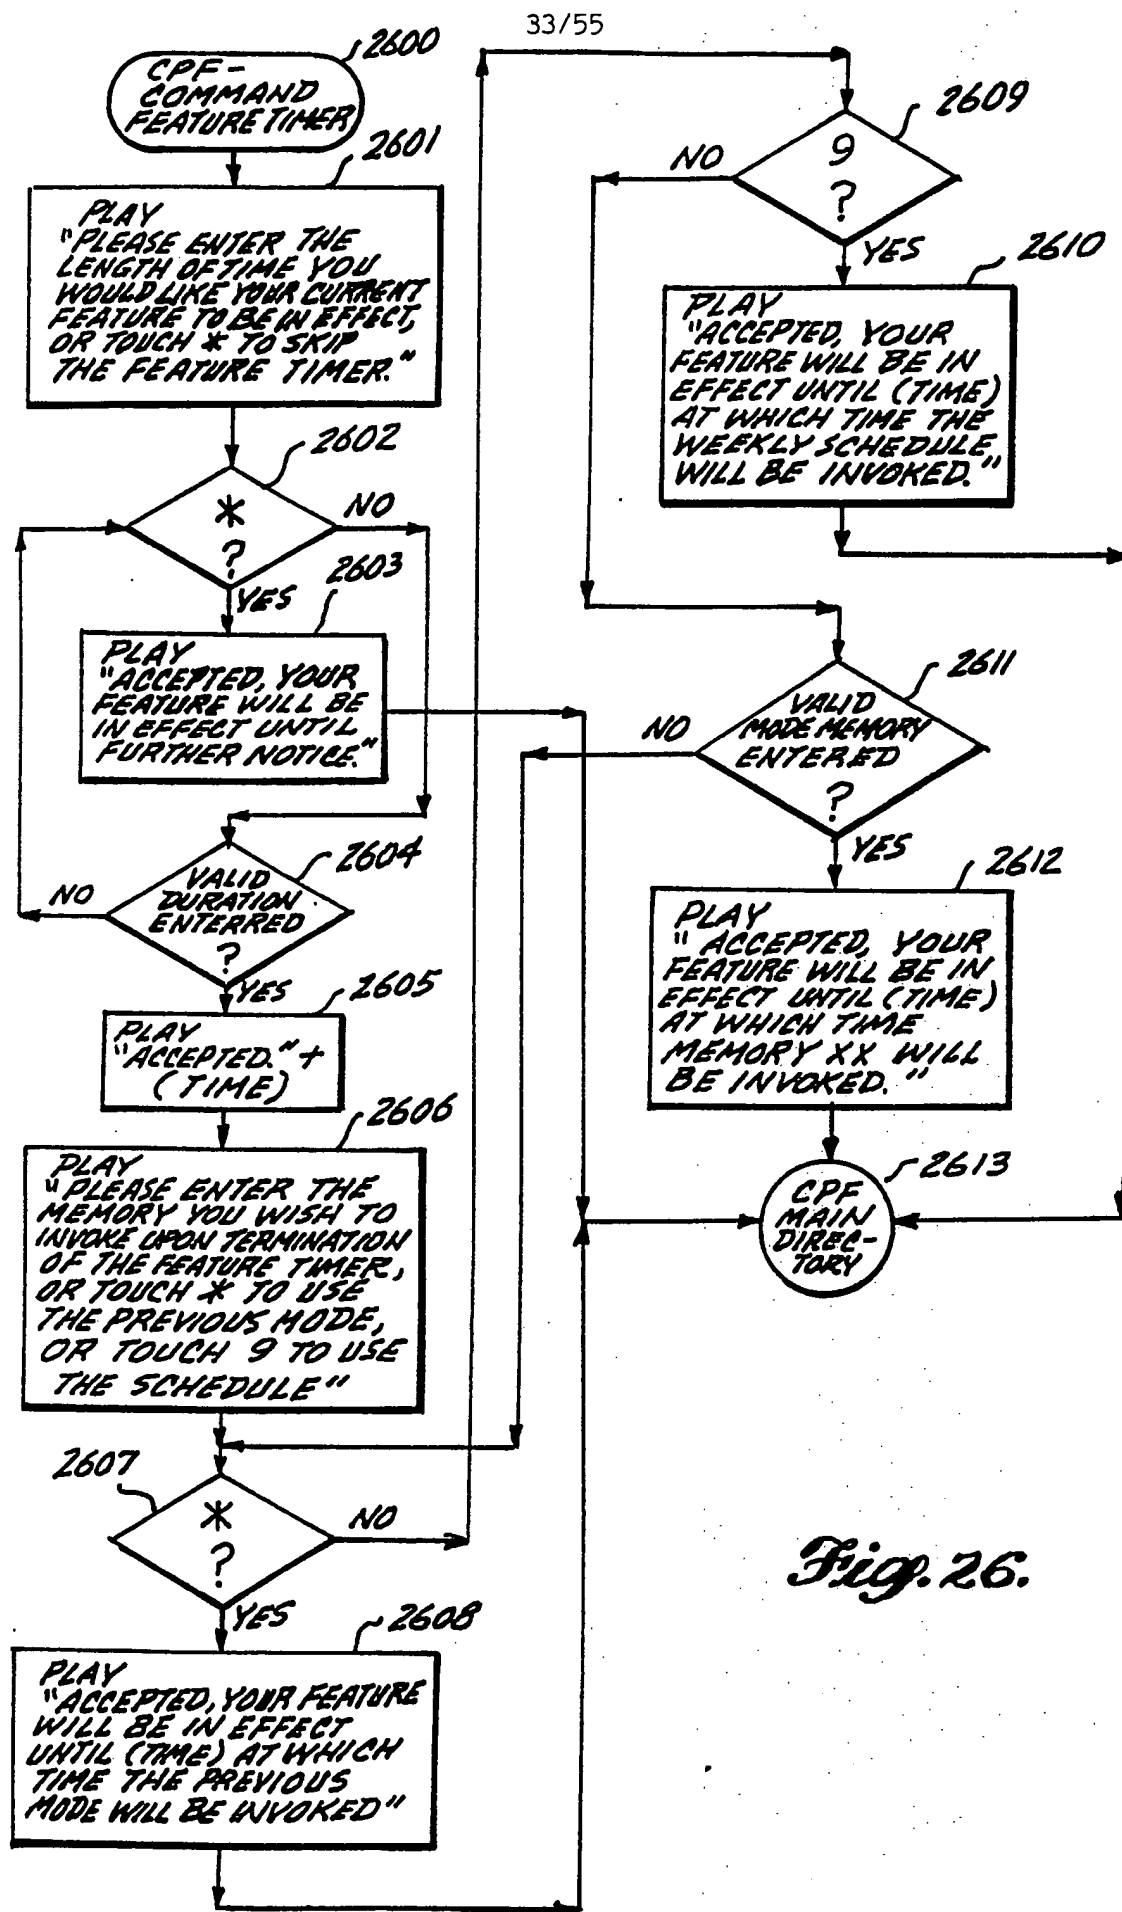 33/55
2600
CPF-
COMMAND
FEATURE TIMER
2601
PLAY
"PLEASE ENTER THE
LENGTH OF TIME YOU
WOULD LIKE YOUR CURRENT
FEATURE TO BE IN EFFECT,
OR TOUCH * TO SKIP
THE FEATURE TIMER."
2602
*
?
NO
YES
2603
PLAY
"ACCEPTED, YOUR
FEATURE WILL BE
IN EFFECT UNTIL
FURTHER NOTICE."
2604
VALID
DURATION
ENTERRED
?
NO
YES
2605
PLAY
"ACCEPTED." +
(TIME)
2606
PLAY
"PLEASE ENTER THE
MEMORY YOU WISH TO
INVOKE UPON TERMINATION
OF THE FEATURE TIMER,
OR TOUCH * TO USE
THE PREVIOUS MODE,
OR TOUCH 9 TO USE
THE SCHEDULE"
2607
*
?
NO
YES
2608
PLAY
"ACCEPTED, YOUR FEATURE
WILL BE IN EFFECT
UNTIL (TIME) AT WHICH
TIME THE PREVIOUS
MODE WILL BE INVOKED"
2609
9
?
NO
YES
2610
PLAY
"ACCEPTED, YOUR
FEATURE WILL BE IN
EFFECT UNTIL (TIME)
AT WHICH TIME THE
WEEKLY SCHEDULE
WILL BE INVOKED."
2611
VALID
MODE MEMORY
ENTERED
?
NO
YES
2612
PLAY
"ACCEPTED, YOUR
FEATURE WILL BE IN
EFFECT UNTIL (TIME)
AT WHICH TIME
MEMORY XX WILL
BE INVOKED."
2613
CPF
MAIN
DIREC-
TORY
Fig. 26.